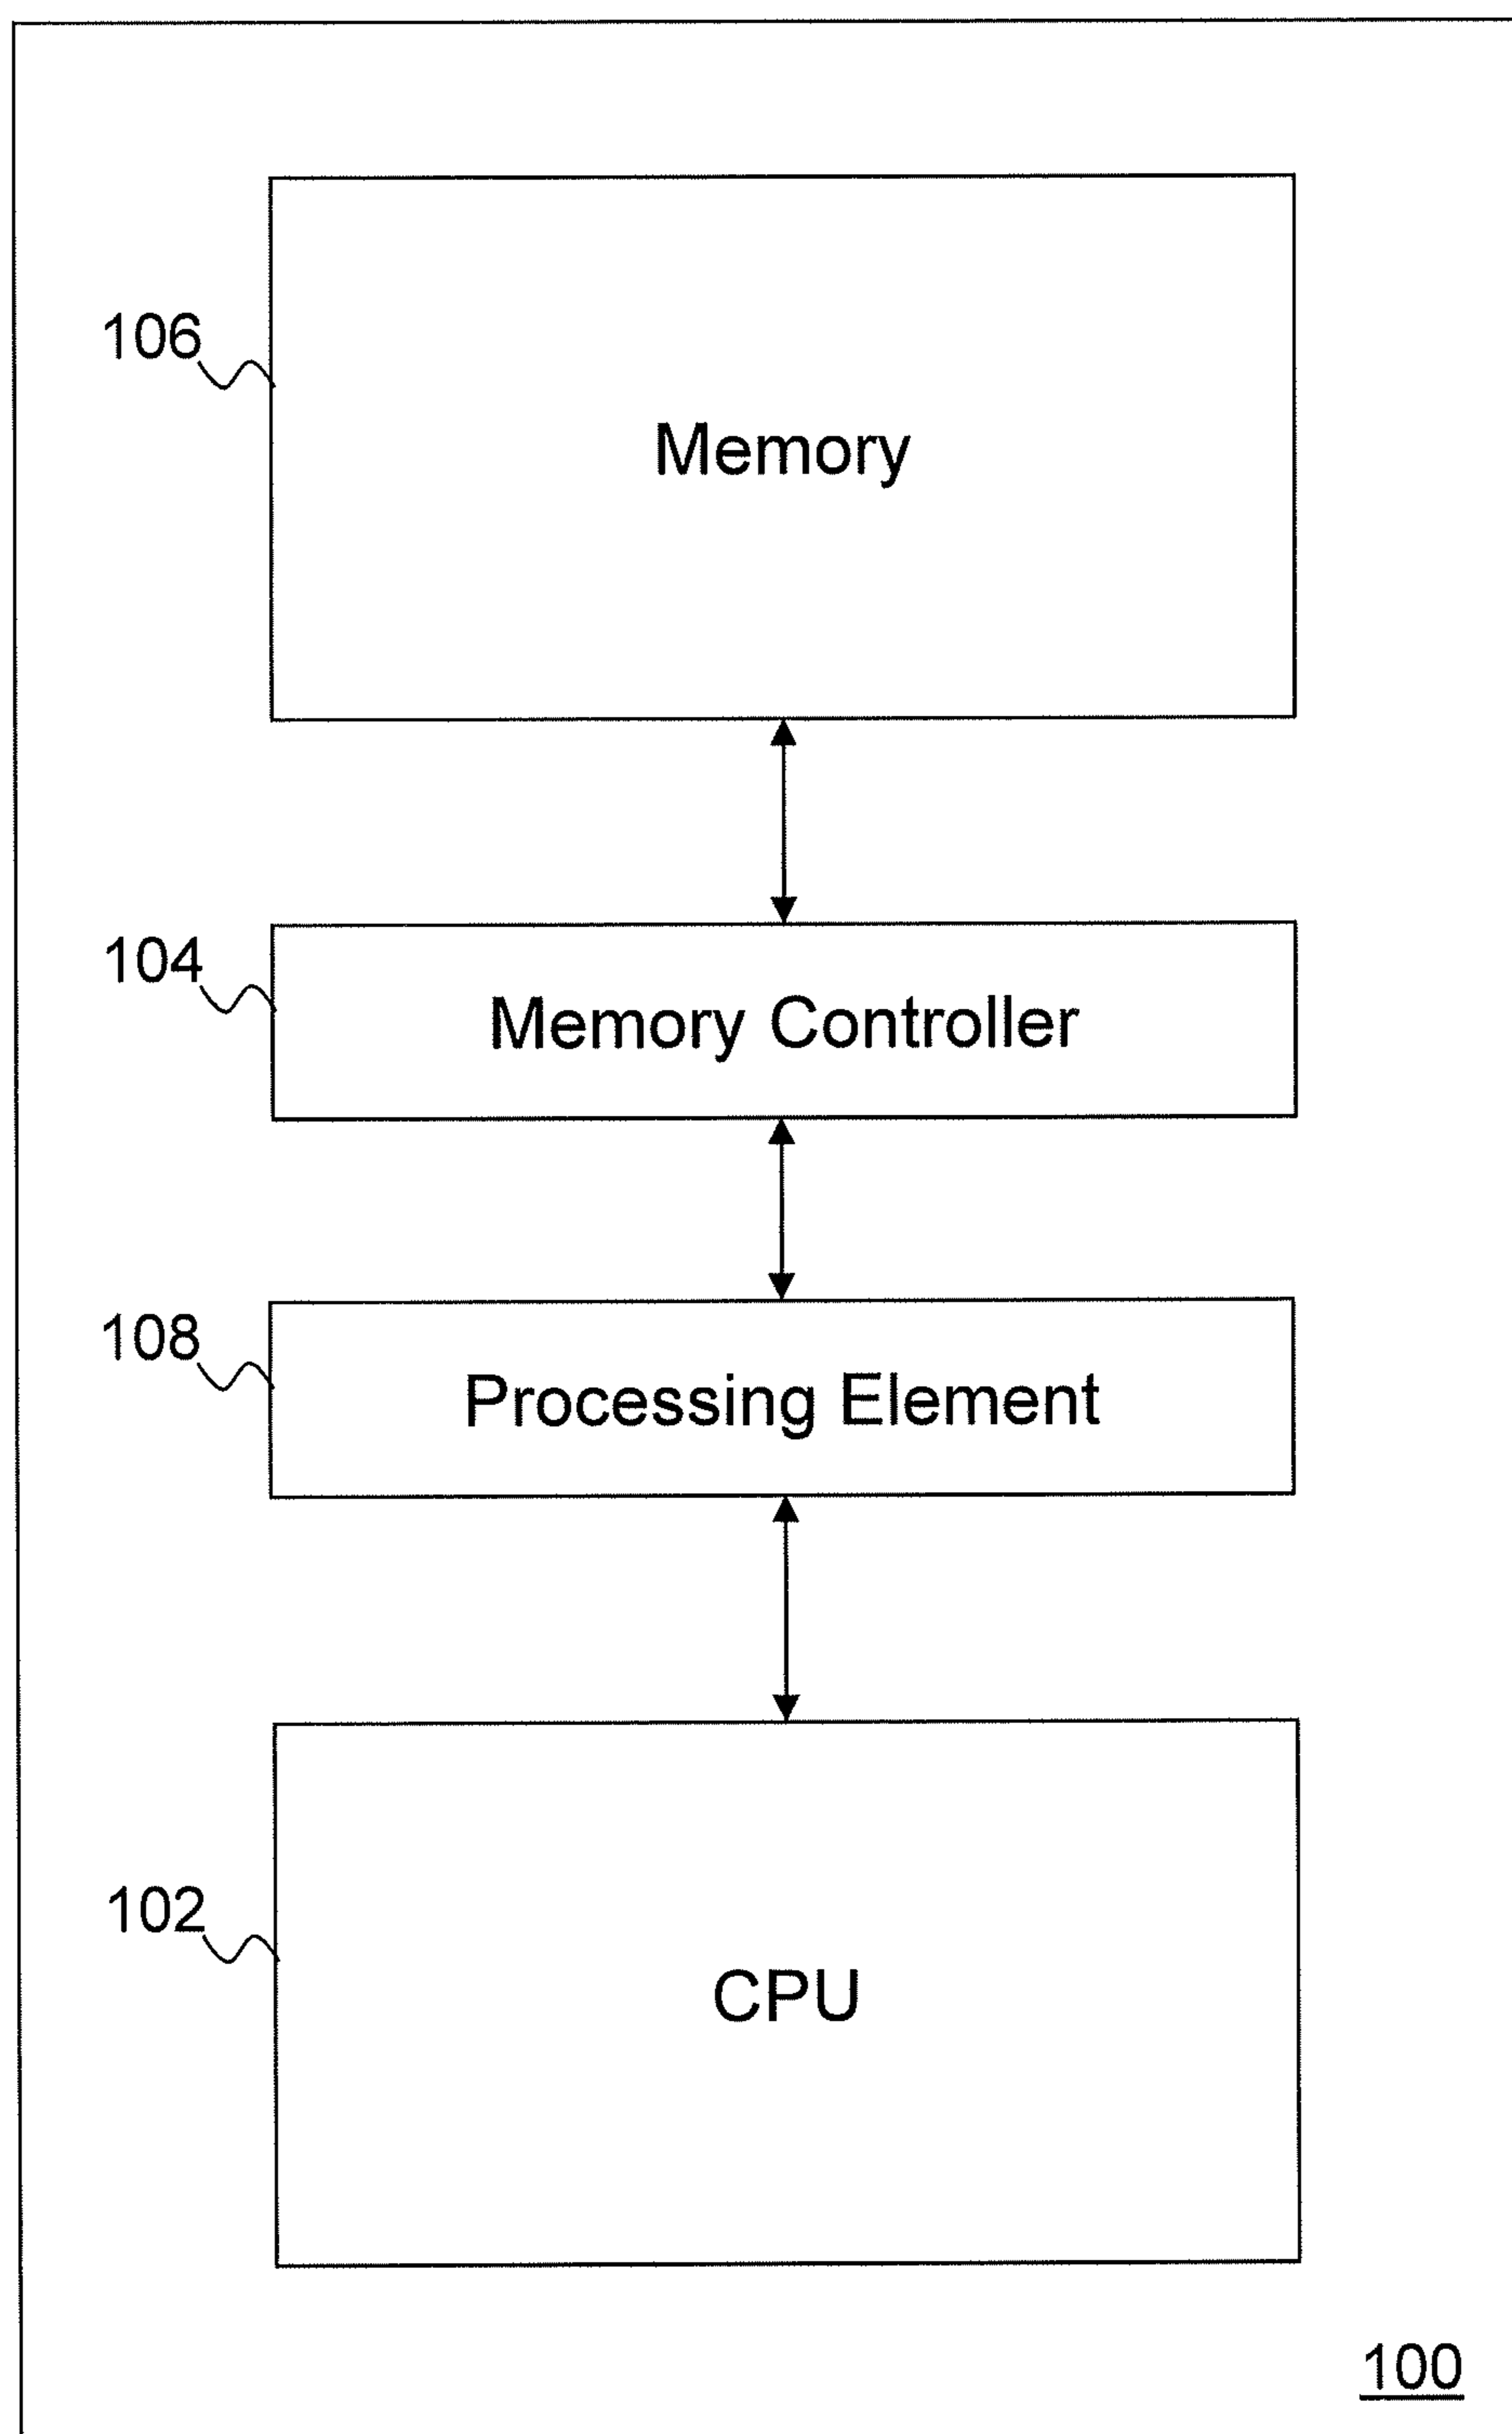 106
Memory
104
Memory Controller
108
Processing Element
102
CPU
100